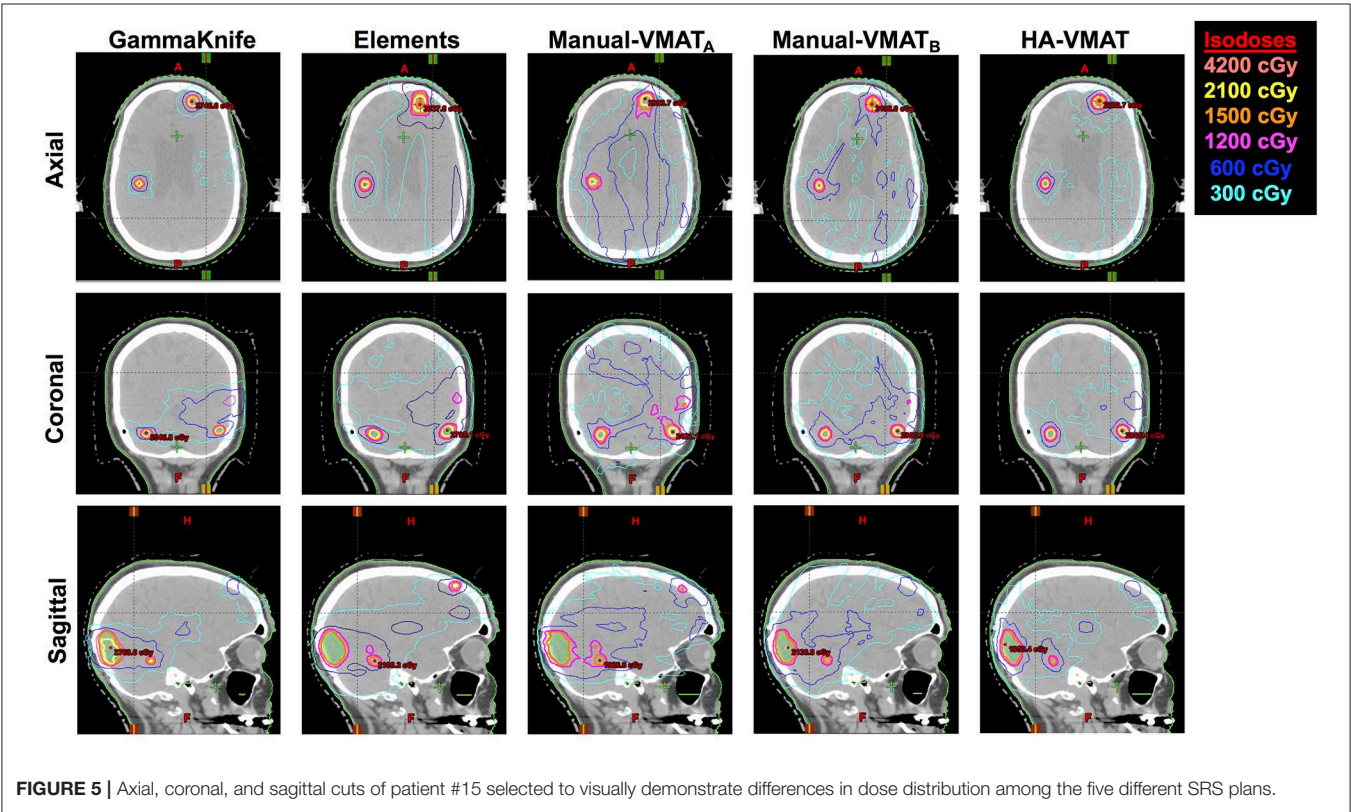 GammaKnife Elements Manual-VMATA Manual-VMATB HA-VMAT
Isodoses
4200 cGy
2100 cGy
1500 cGy
1200 cGy
600 cGy
300 cGy
Axial
A A A A A
P P P P P
Coronal
F F F F F
Sagittal
H H H H H
F F F F F
FIGURE 5 | Axial, coronal, and sagittal cuts of patient #15 selected to visually demonstrate differences in dose distribution among the five different SRS plans.